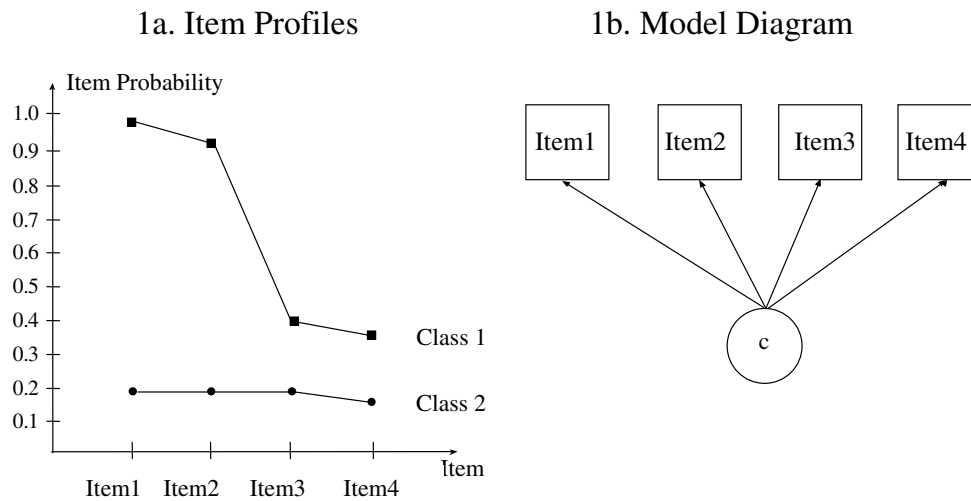 1a. Item Profiles
Item Probability
1.0
0.9
0.8
0.7
0.6
0.5
0.4
0.3
0.2
0.1
Class 1
Class 2
Item
Item1 Item2 Item3 Item4
1b. Model Diagram
Item1 Item2 Item3 Item4
c